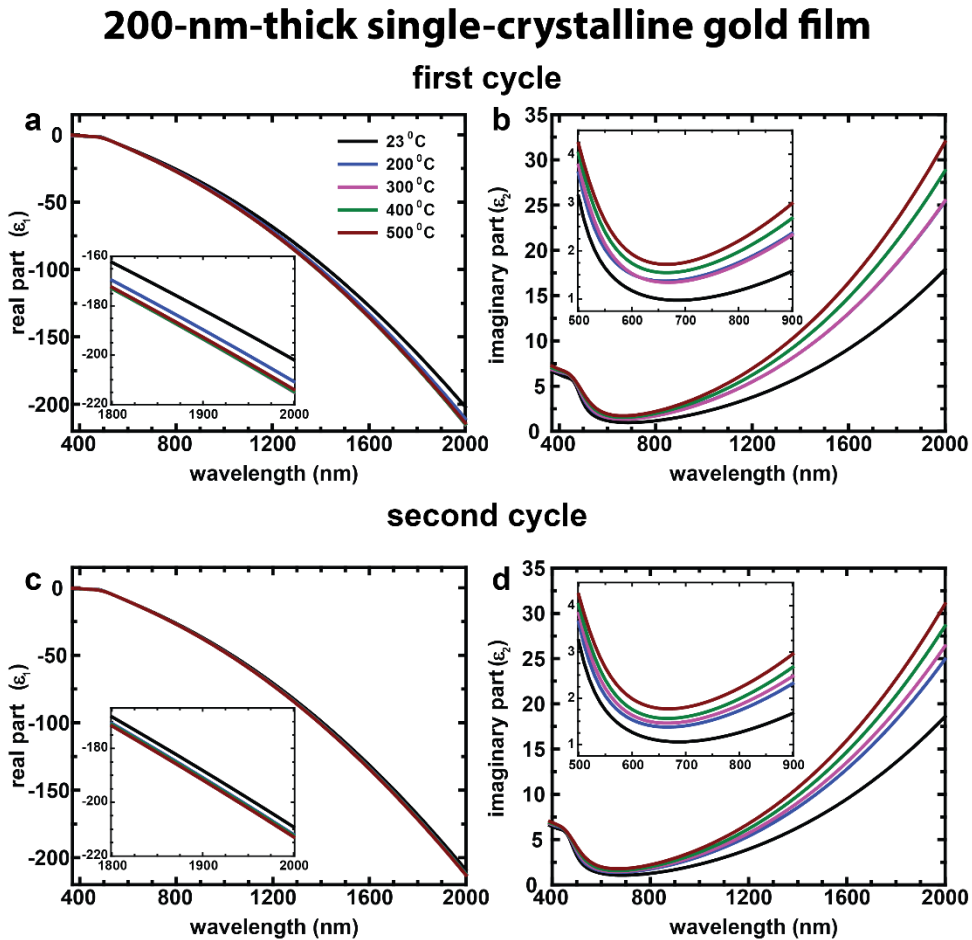 200-nm-thick single-crystalline gold film
first cycle
a
real part (ε₁)
0
-50
-100
-150
-200
400 800 1200 1600 2000
wavelength (nm)
23 ⁰C
200 ⁰C
300 ⁰C
400 ⁰C
500 ⁰C
-160
-180
-200
-220
1800 1900 2000
b
imaginary part (ε₂)
35
30
25
20
15
10
5
0
400 800 1200 1600 2000
wavelength (nm)
4
3
2
1
500 600 700 800 900
second cycle
c
real part (ε₁)
0
-50
-100
-150
-200
400 800 1200 1600 2000
wavelength (nm)
-180
-200
-220
1800 1900 2000
d
imaginary part (ε₂)
35
30
25
20
15
10
5
0
400 800 1200 1600 2000
wavelength (nm)
4
3
2
1
500 600 700 800 900